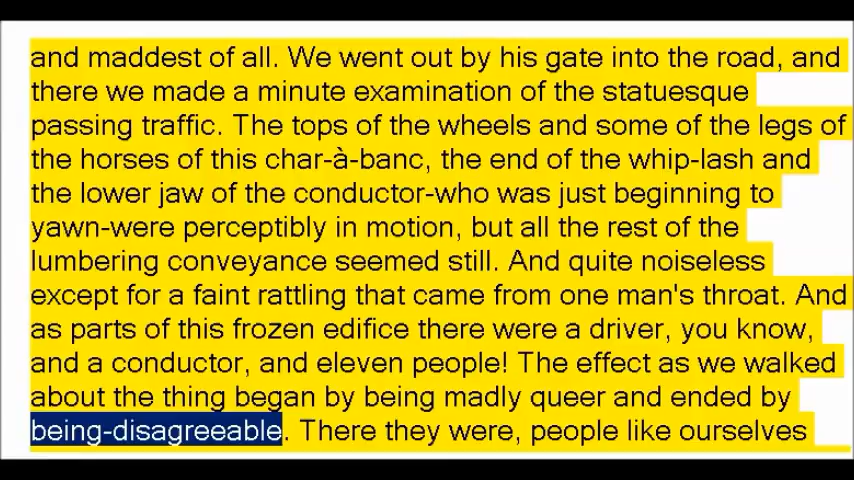 and maddest of all. We went out by his gate into the road, and
there we made a minute examination of the statuesque
passing traffic. The tops of the wheels and some of the legs of
the horses of this char-à-banc, the end of the whip-lash and
the lower jaw of the conductor-who was just beginning to
yawn-were perceptibly in motion, but all the rest of the
lumbering conveyance seemed still. And quite noiseless
except for a faint rattling that came from one man's throat. And
as parts of this frozen edifice there were a driver, you know,
and a conductor, and eleven people! The effect as we walked
about the thing began by being madly queer and ended by
being-disagreeable. There they were, people like ourselves